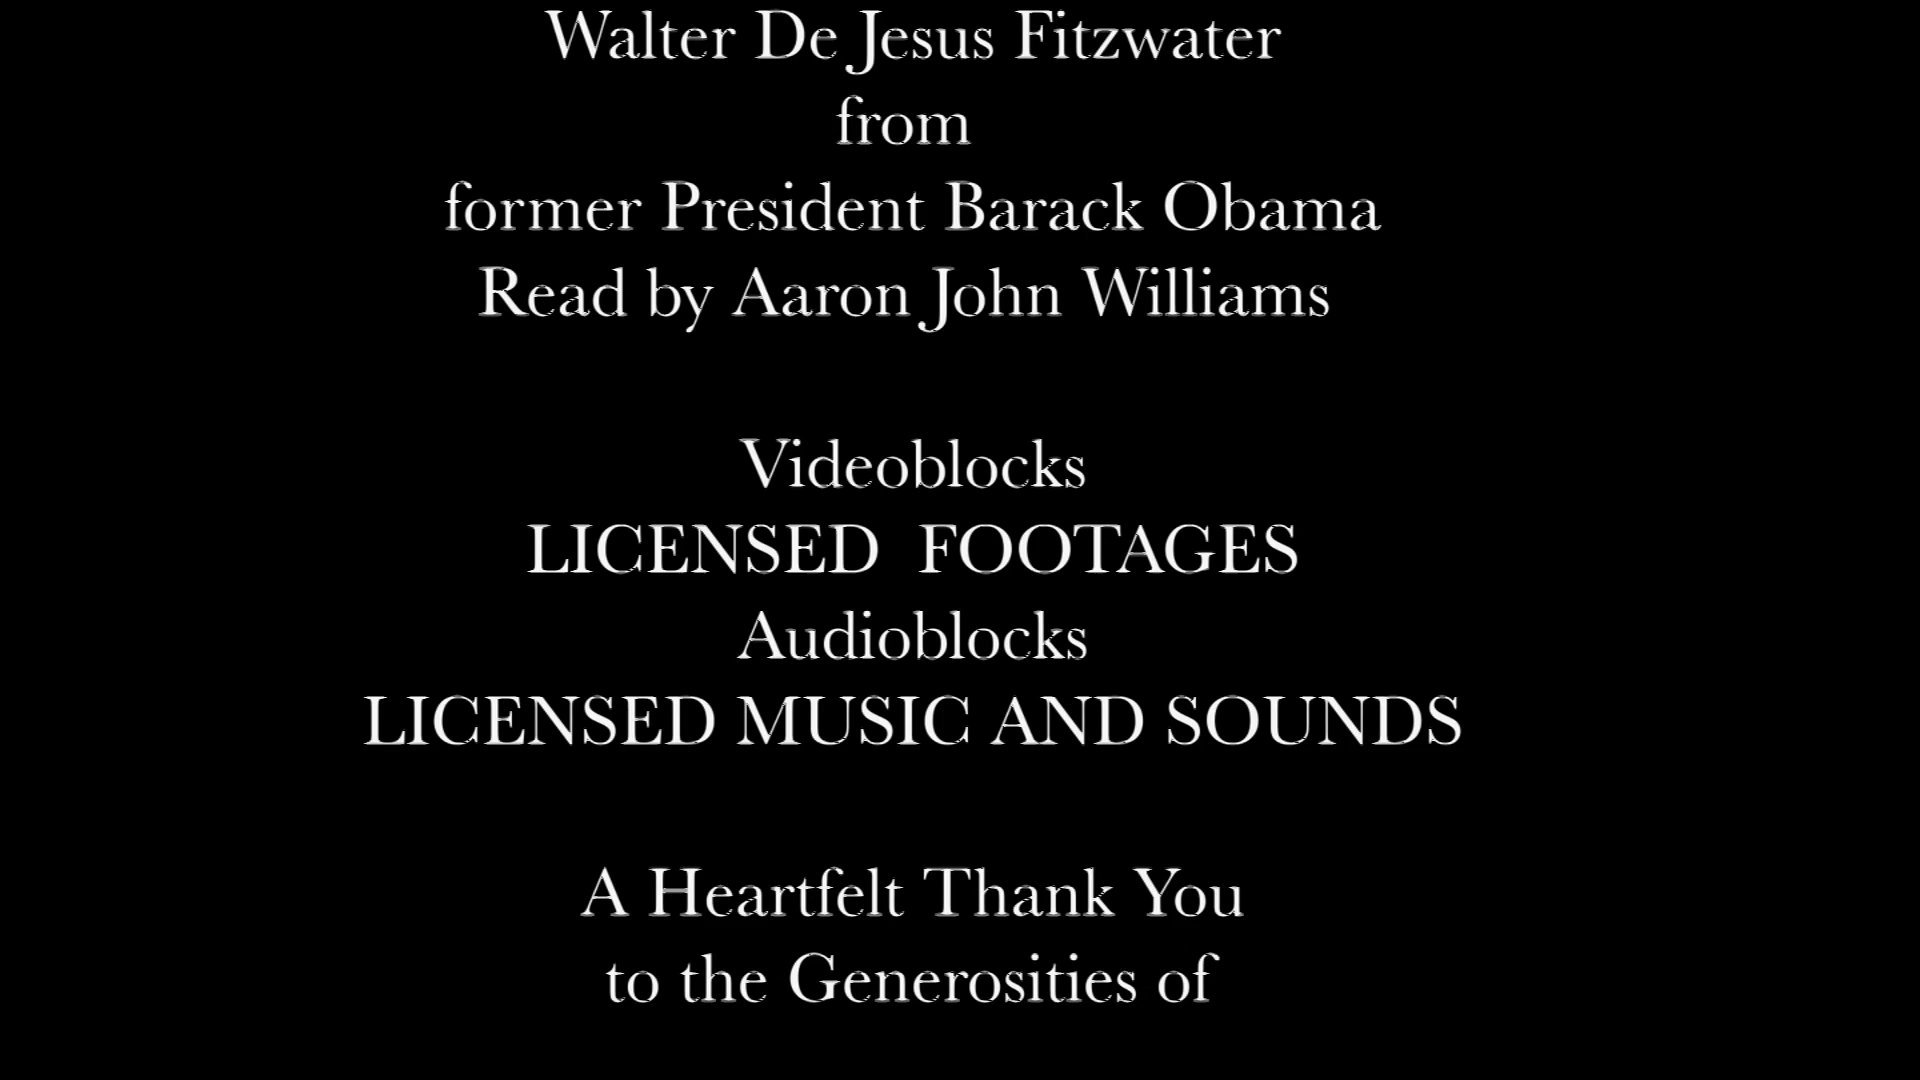 Walter De Jesus Fitzwater
from
former President Barack Obama
Read by Aaron John Williams
Videoblocks
LICENSED  FOOTAGES
Audioblocks
LICENSED MUSIC AND SOUNDS
A Heartfelt Thank You
to the Generosities of